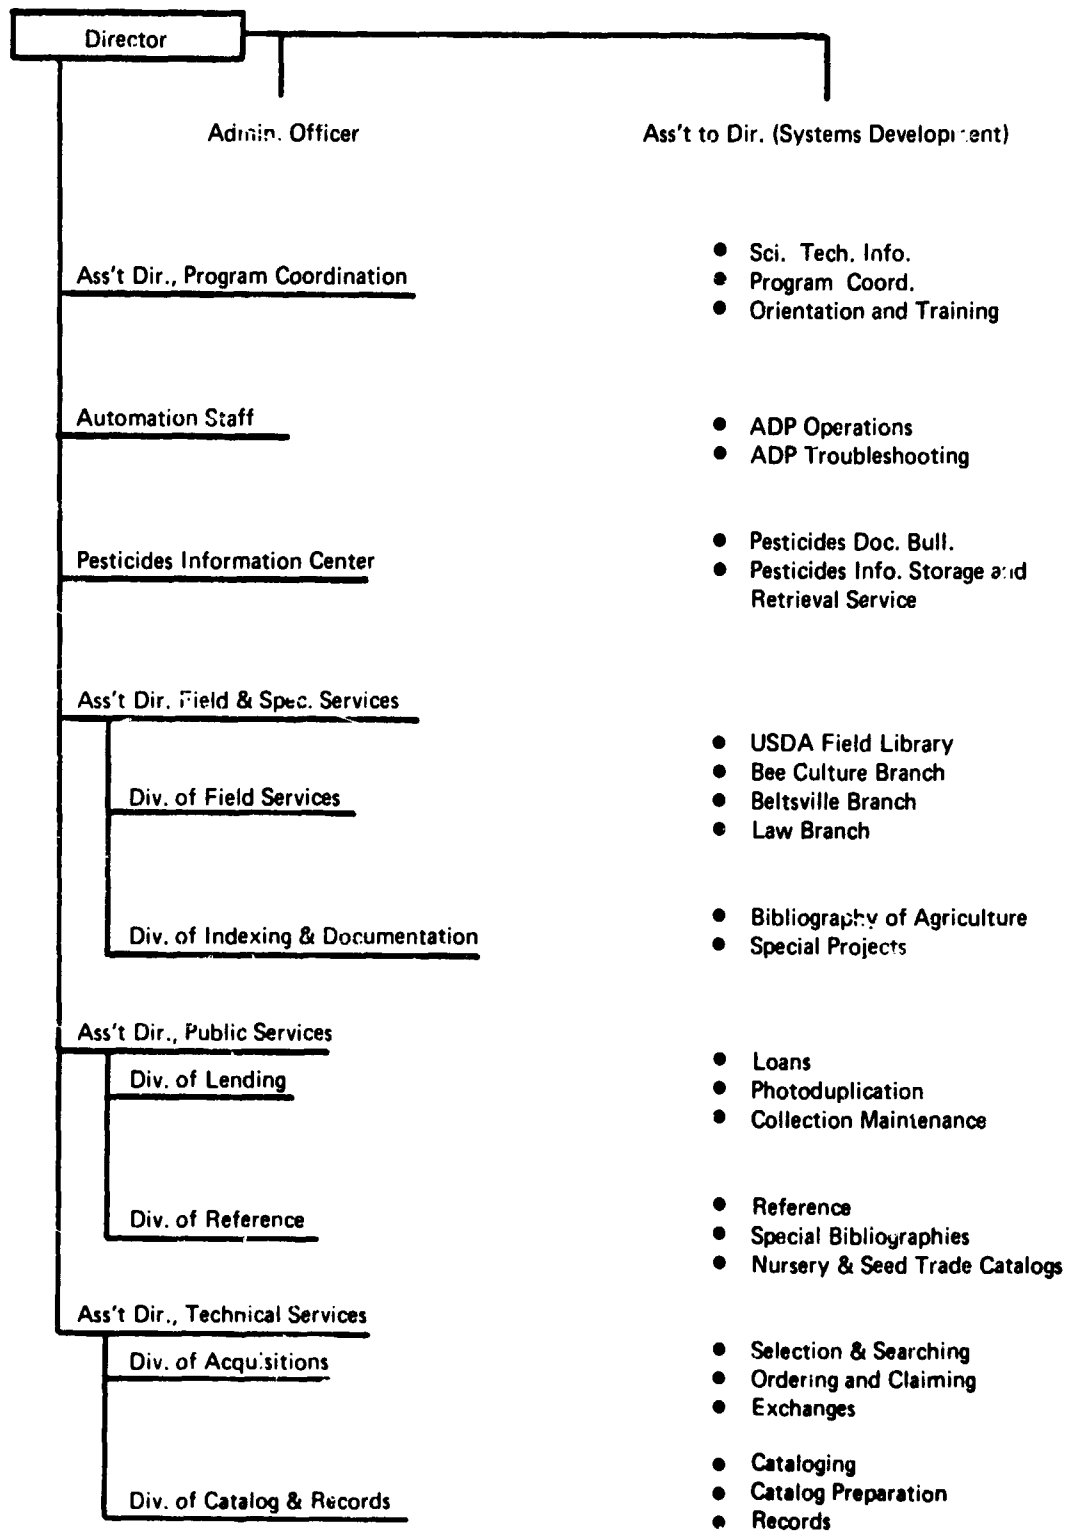 Director
Admin. Officer
Ass't to Dir. (Systems Development)
Ass't Dir., Program Coordination
• Sci. Tech. Info.
• Program Coord.
• Orientation and Training
Automation Staff
• ADP Operations
• ADP Troubleshooting
Pesticides Information Center
• Pesticides Doc. Bull.
• Pesticides Info. Storage and
Retrieval Service
Ass't Dir. Field & Spec. Services
Div. of Field Services
• USDA Field Library
• Bee Culture Branch
• Beltsville Branch
• Law Branch
Div. of Indexing & Documentation
• Bibliography of Agriculture
• Special Projects
Ass't Dir., Public Services
Div. of Lending
• Loans
• Photoduplication
• Collection Maintenance
Div. of Reference
• Reference
• Special Bibliographies
• Nursery & Seed Trade Catalogs
Ass't Dir., Technical Services
Div. of Acquisitions
• Selection & Searching
• Ordering and Claiming
• Exchanges
Div. of Catalog & Records
• Cataloging
• Catalog Preparation
• Records